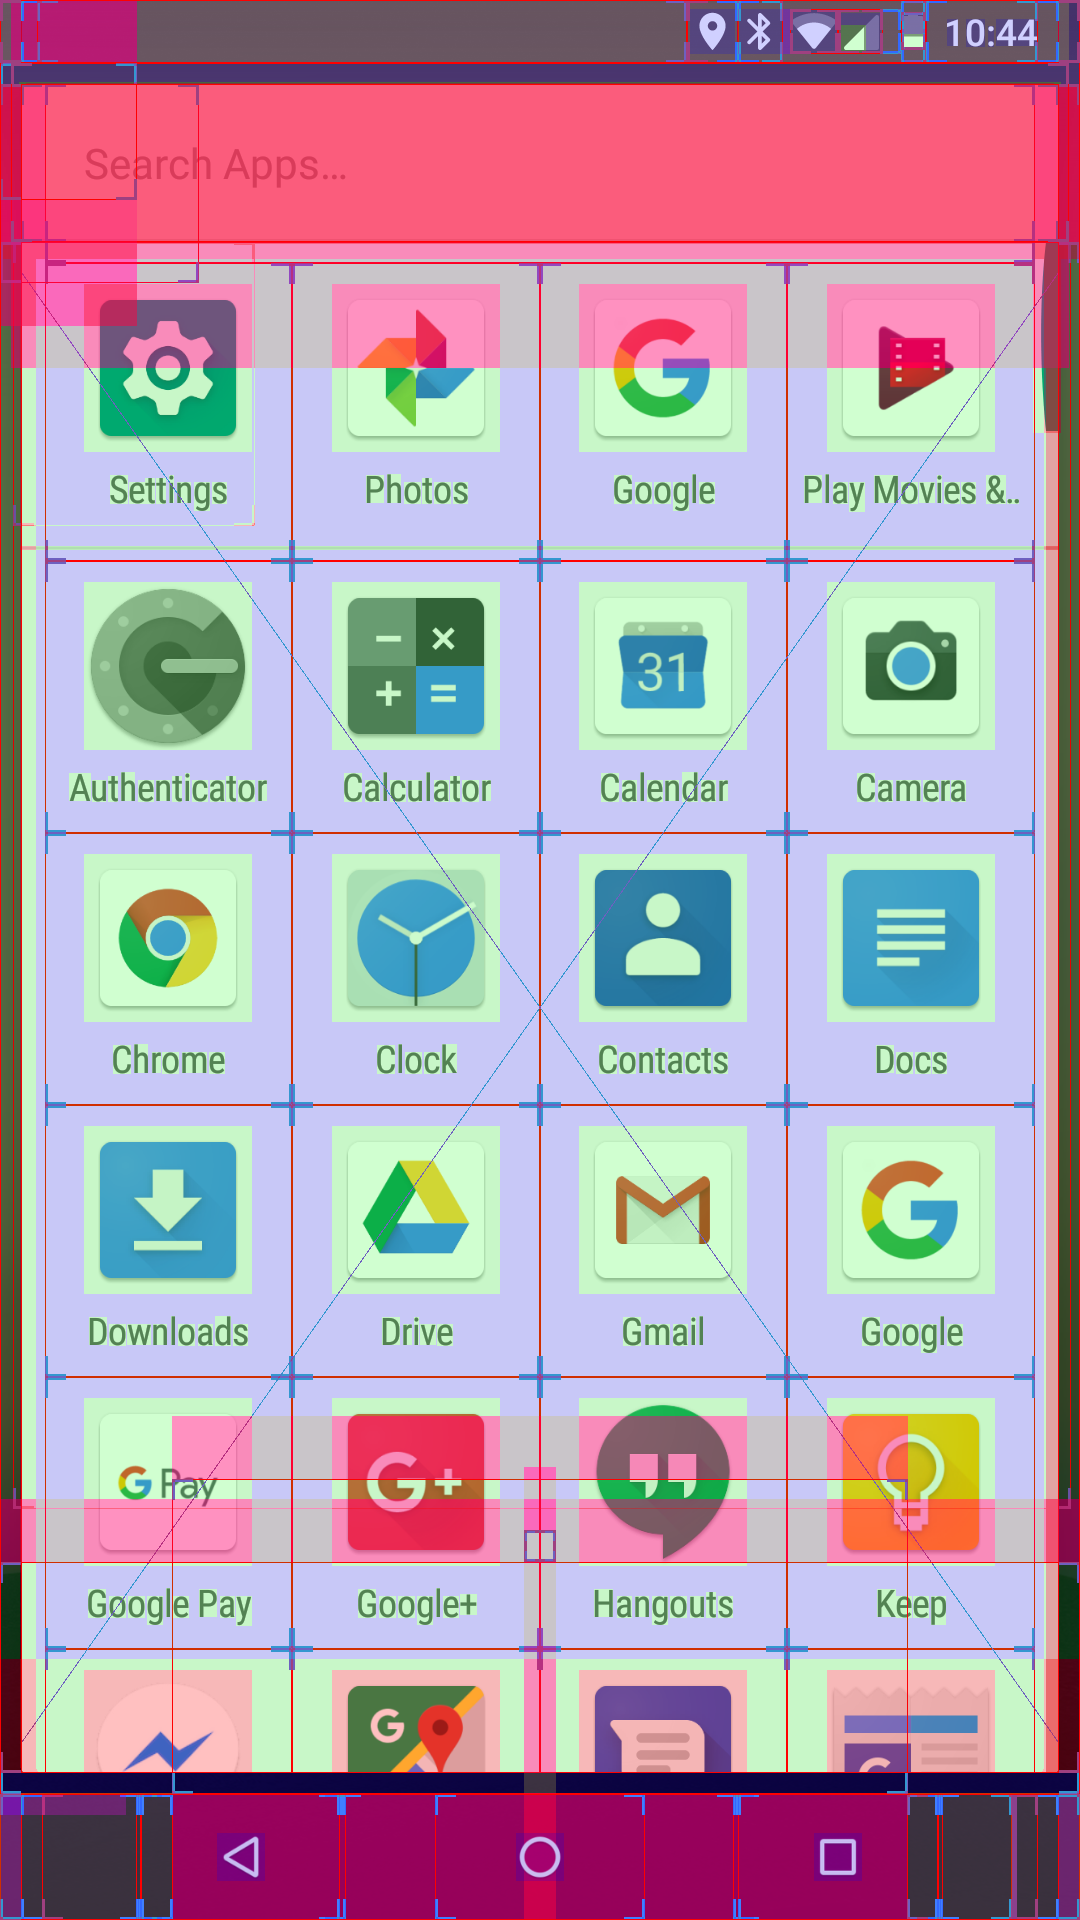 10:44
Search Apps…
Settings
Photos
Google
Play Movies &..
Authenticator
Calculator
31
Calendar
Camera
Chrome
Clock
Contacts
Docs
Downloads
Drive
Gmail
Google
G Pay
G+
Google Pay
Google+
Hangouts
Keep
G